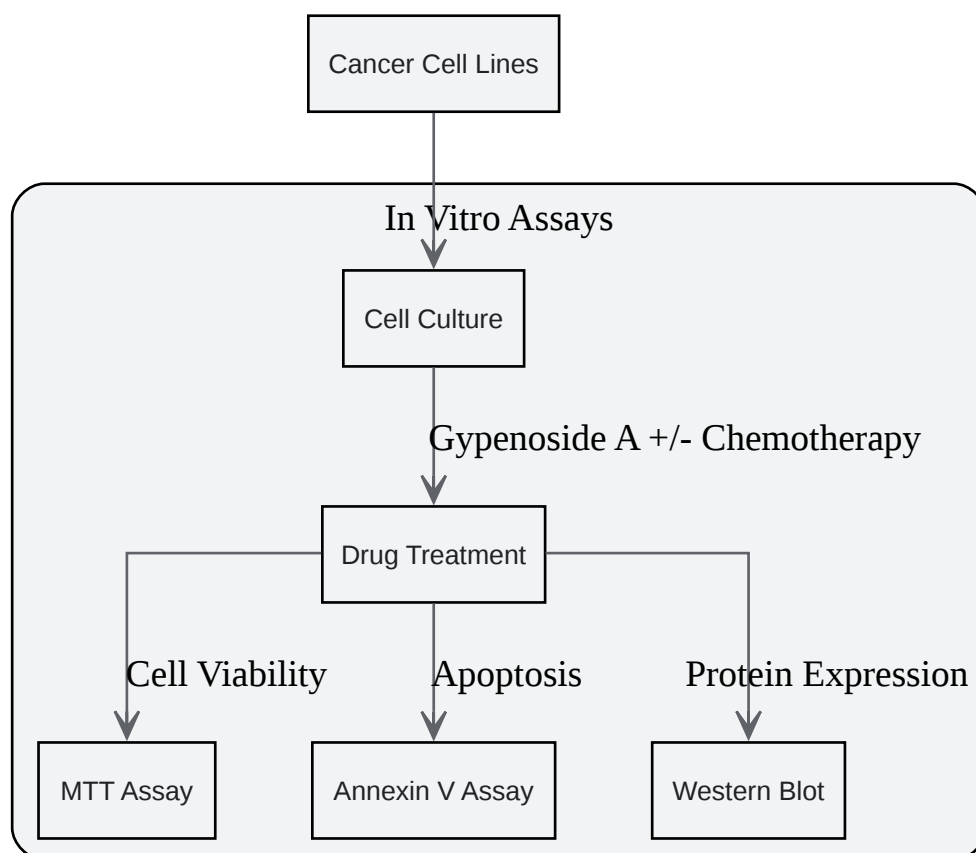 Cancer Cell Lines
In Vitro Assays
Cell Culture
Gypenoside A +/- Chemotherapy
Drug Treatment
Cell Viability
Apoptosis
Protein Expression
MTT Assay
Annexin V Assay
Western Blot